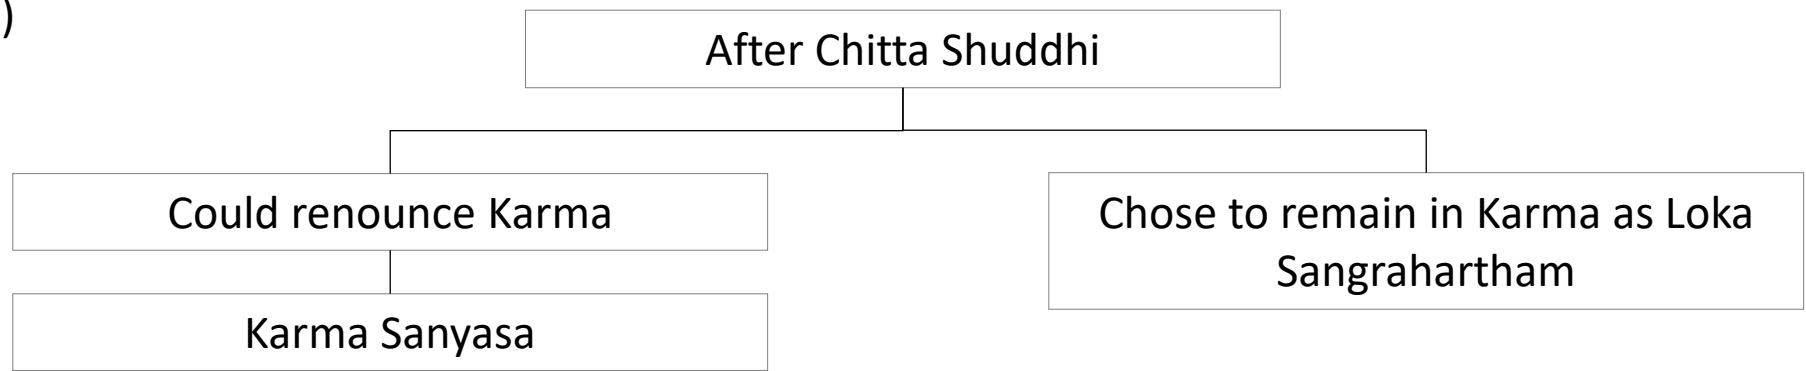 )
After Chitta Shuddhi
Could renounce Karma
Chose to remain in Karma as Loka
Sangrahartham
Karma Sanyasa